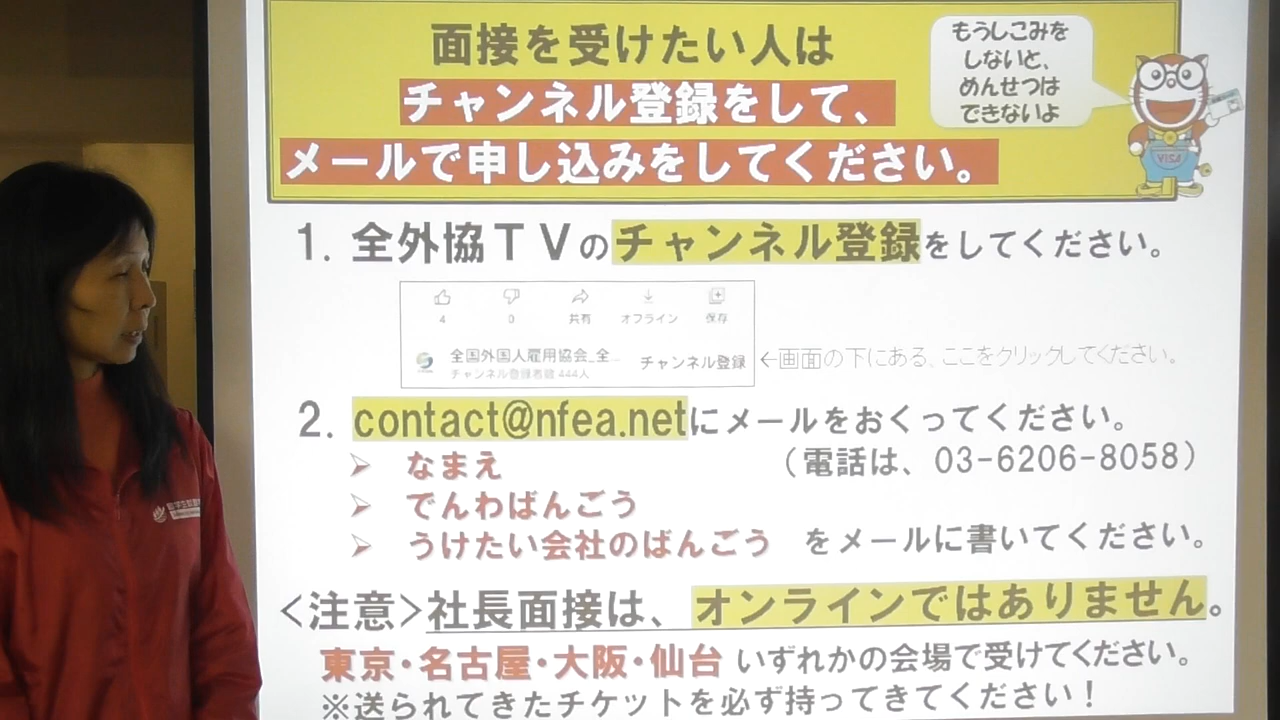 面接を受けたい人は
チャンネル登録をして、
メールで申し込みをしてください。
もうしこみを
しないと、
めんせつは
できないよ
1. 全外協ＴＶのチャンネル登録をしてください。
4 0 共有 オフライン 保存
全国外国人雇用協会_全...
チャンネル登録者数 444人
チャンネル登録
←画面の下にある、ここをクリックしてください。
2. contact@nfea.netにメールをおくってください。
➢ なまえ
（電話は、03-6206-8058）
➢ でんわばんごう
➢ うけたい会社のばんごう をメールに書いてください。
<注意>社長面接は、オンラインではありません。
東京・名古屋・大阪・仙台 いずれかの会場で受けてください。
※送られてきたチケットを必ず持ってきてください！